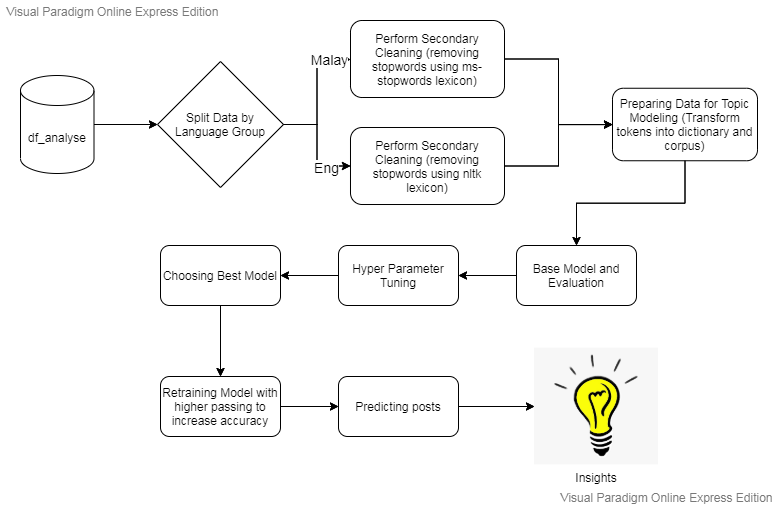 Visual Paradigm Online Express Edition
df_analyse
Split Data by
Language Group
Malay
Perform Secondary
Cleaning (removing
stopwords using ms-
stopwords lexicon)
Eng
Perform Secondary
Cleaning (removing
stopwords using nltk
lexicon)
Preparing Data for Topic
Modeling (Transform
tokens into dictionary and
corpus)
Base Model and
Evaluation
Hyper Parameter
Tuning
Choosing Best Model
Retraining Model with
higher passing to
increase accuracy
Predicting posts
Insights
Visual Paradigm Online Express Edition